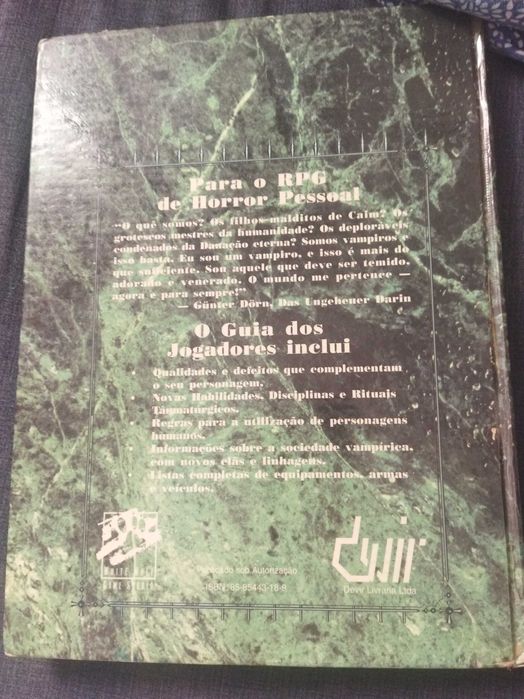 Para o RPG
de Horror Pessoal
“O que somos? Os filhos malditos de Caim? Os
grotescos mestres da humanidade? Os deploráveis
condenados da Danação eterna? Somos vampiros e
isso basta. Eu sou um vampiro, e isso é mais do
que suficiente. Sou aquele que deve ser temido,
adorado e venerado. O mundo me pertence —
agora e para sempre!”
— Günter Dörn, Das Ungeheuer Darin
O Guia dos
Jogadores inclui
• Qualidades e defeitos que complementam
o seu personagem.
• Novas Habilidades, Disciplinas e Rituais
Taumatúrgicos.
• Regras para a utilização de personagens
humanos.
• Informações sobre a sociedade vampírica,
com novos clãs e linhagens.
• Listas completas de equipamentos, armas
e veículos.
WHITE WOLF
GAME STUDIO
Publicado sob Autorização
ISBN: 85-85443-18-9
devir
Devir Livraria Ltda